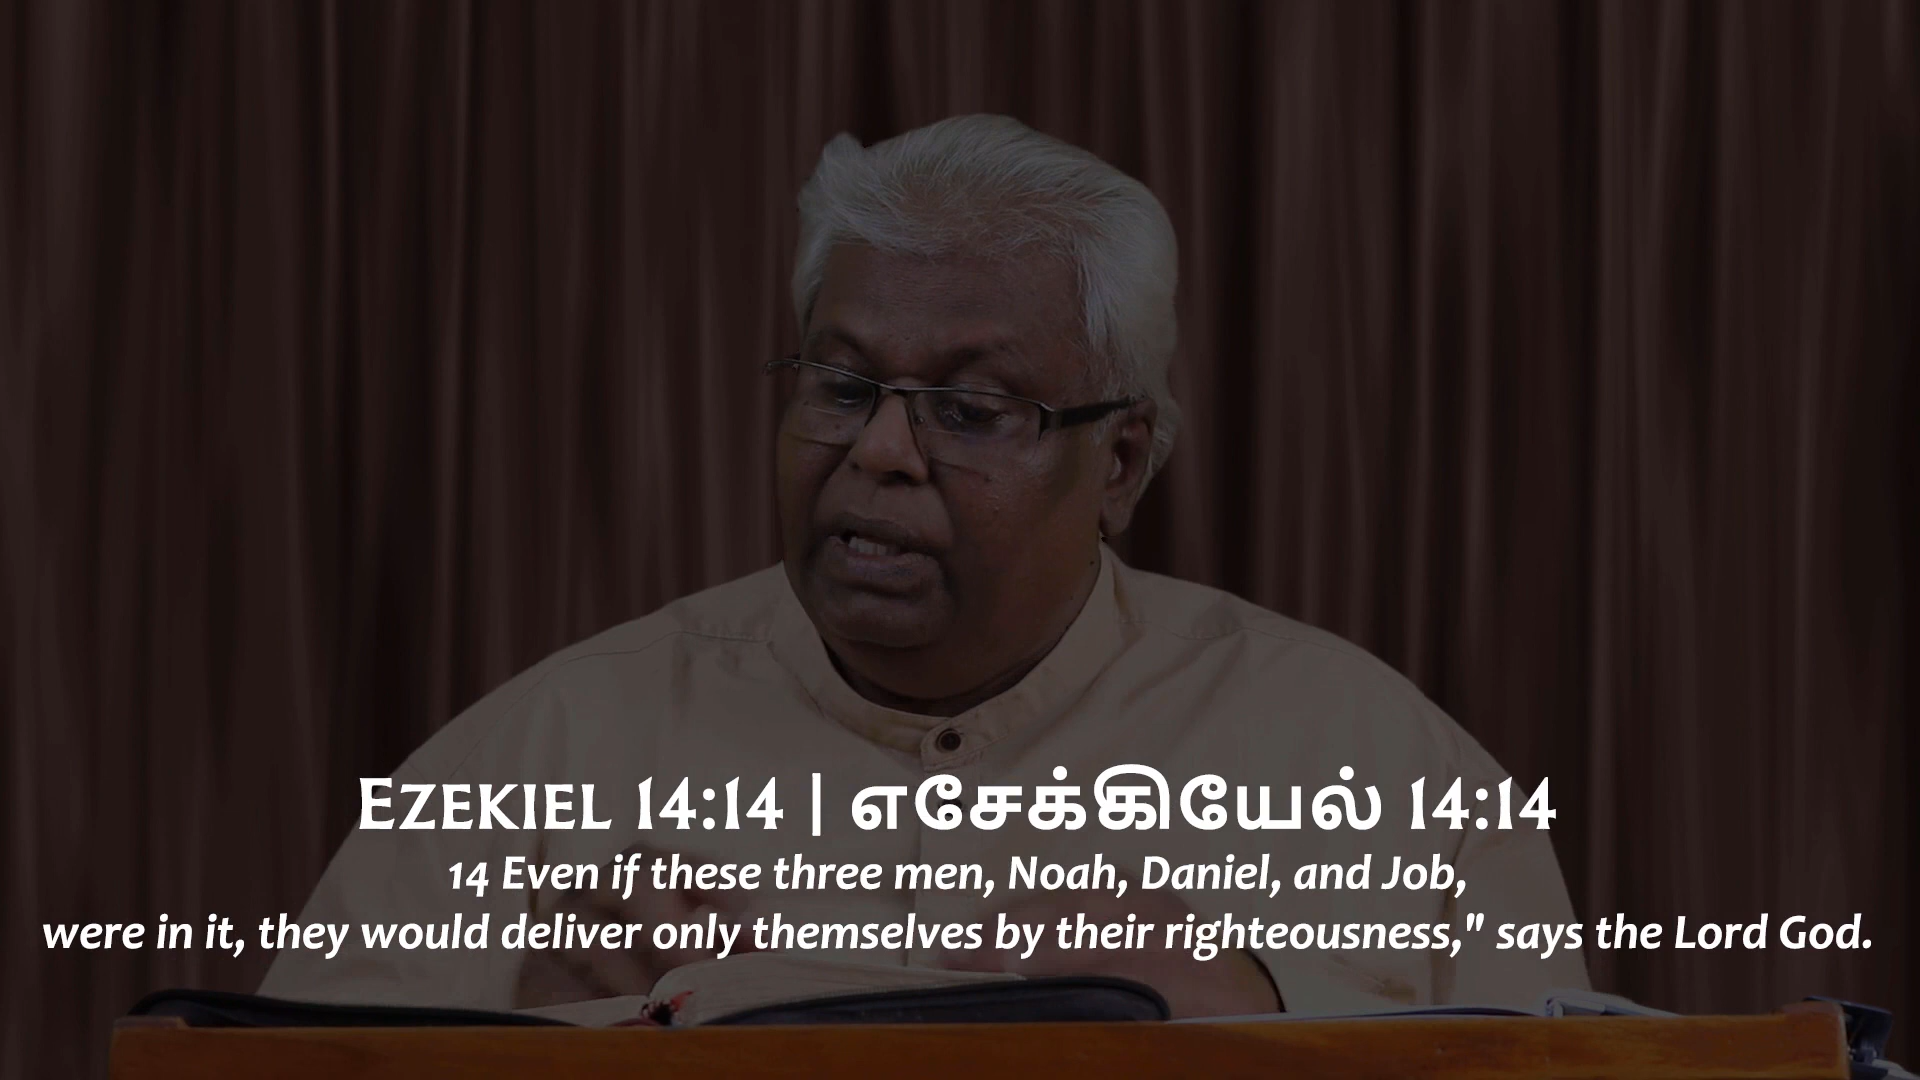 EZEKIEL 14:14 | எசேக்கியேல் 14:14
14 Even if these three men, Noah, Daniel, and Job,
were in it, they would deliver only themselves by their righteousness," says the Lord God.